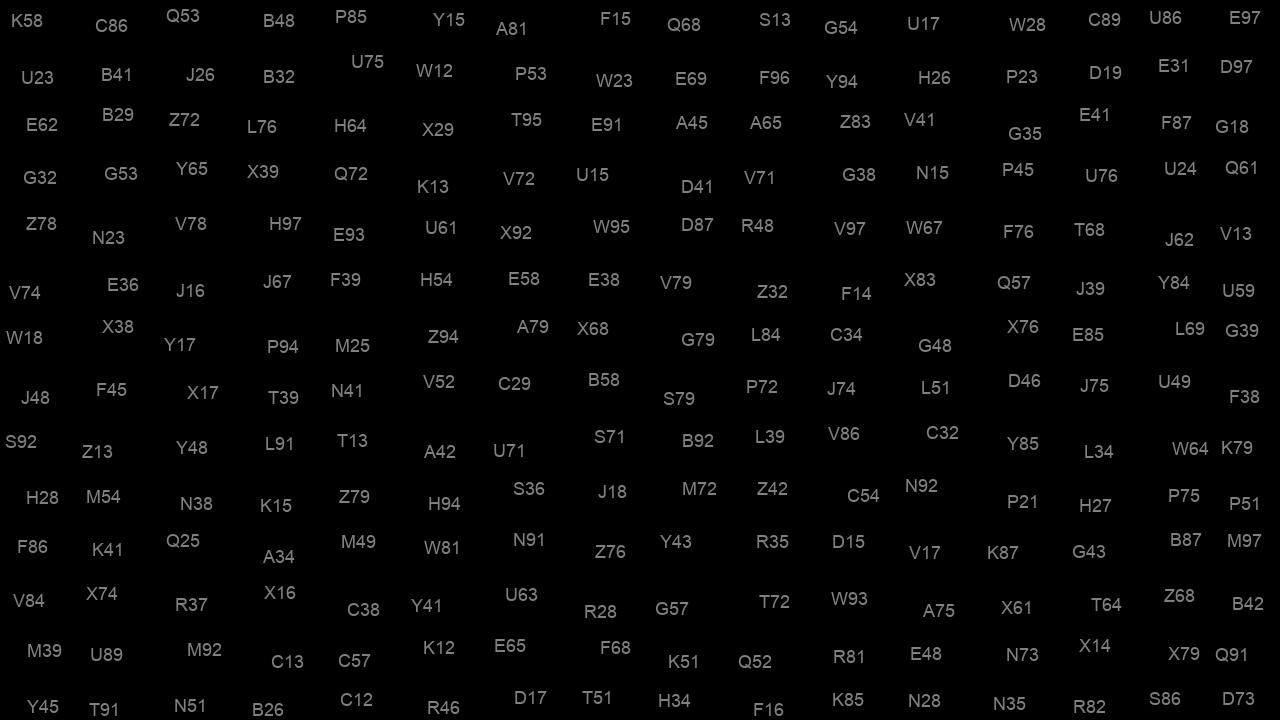 K58 C86 Q53 B48 P85 Y15 A81 F15 Q68 S13 G54 U17 W28 C89 U86 E97
U23 B41 J26 B32 U75 W12 P53 W23 E69 F96 Y94 H26 P23 D19 E31 D97
E62 B29 Z72 L76 H64 X29 T95 E91 A45 A65 Z83 V41 G35 E41 F87 G18
G32 G53 Y65 X39 Q72 K13 V72 U15 D41 V71 G38 N15 P45 U76 U24 Q61
Z78 N23 V78 H97 E93 U61 X92 W95 D87 R48 V97 W67 F76 T68 J62 V13
V74 E36 J16 J67 F39 H54 E58 E38 V79 Z32 F14 X83 Q57 J39 Y84 U59
W18 X38 Y17 P94 M25 Z94 A79 X68 G79 L84 C34 G48 X76 E85 L69 G39
J48 F45 X17 T39 N41 V52 C29 B58 S79 P72 J74 L51 D46 J75 U49 F38
S92 Z13 Y48 L91 T13 A42 U71 S71 B92 L39 V86 C32 Y85 L34 W64 K79
H28 M54 N38 K15 Z79 H94 S36 J18 M72 Z42 C54 N92 P21 H27 P75 P51
F86 K41 Q25 A34 M49 W81 N91 Z76 Y43 R35 D15 V17 K87 G43 B87 M97
V84 X74 R37 X16 C38 Y41 U63 R28 G57 T72 W93 A75 X61 T64 Z68 B42
M39 U89 M92 C13 C57 K12 E65 F68 K51 Q52 R81 E48 N73 X14 X79 Q91
Y45 T91 N51 B26 C12 R46 D17 T51 H34 F16 K85 N28 N35 R82 S86 D73